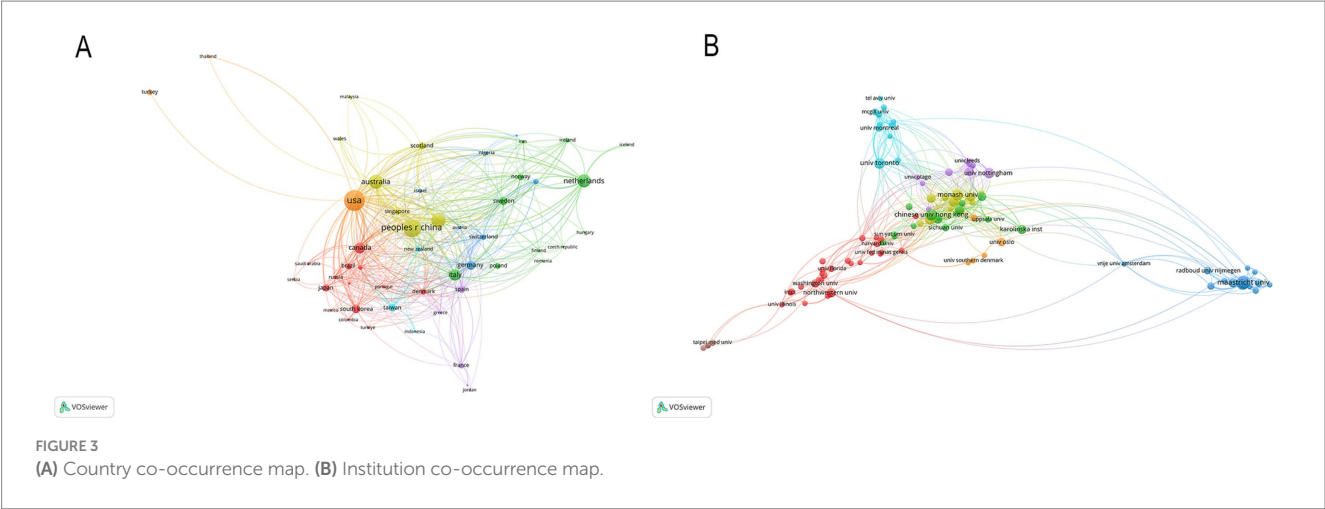 A
thailand
turkey
malaysia
wales
scotland
iran
ireland
iceland
nigeria
australia
israel
norway
netherlands
usa
singapore
sweden
peoples r china
austria
switzerland
hungary
canada
new zealand
finland
czech republic
saudi arabia
brazil
germany
poland
romania
serbia
russia
italy
japan
portugal
denmark
spain
mexico
south korea
taiwan
colombia
greece
turkiye
indonesia
france
jordan
VOSviewer
B
tel aviv univ
mcgill univ
univ montreal
univ toronto
univ leeds
univ otago
univ nottingham
monash univ
chinese univ hong kong
uppsala univ
sichuan univ
karolinska inst
sun yat sen univ
harvard univ
univ oslo
univ fed minas gerais
univ southern denmark
univ florida
vrije univ amsterdam
radboud univ nijmegen
washington univ
maastricht univ
northwestern univ
univ illinois
taipei med univ
VOSviewer
FIGURE 3
(A) Country co-occurrence map. (B) Institution co-occurrence map.